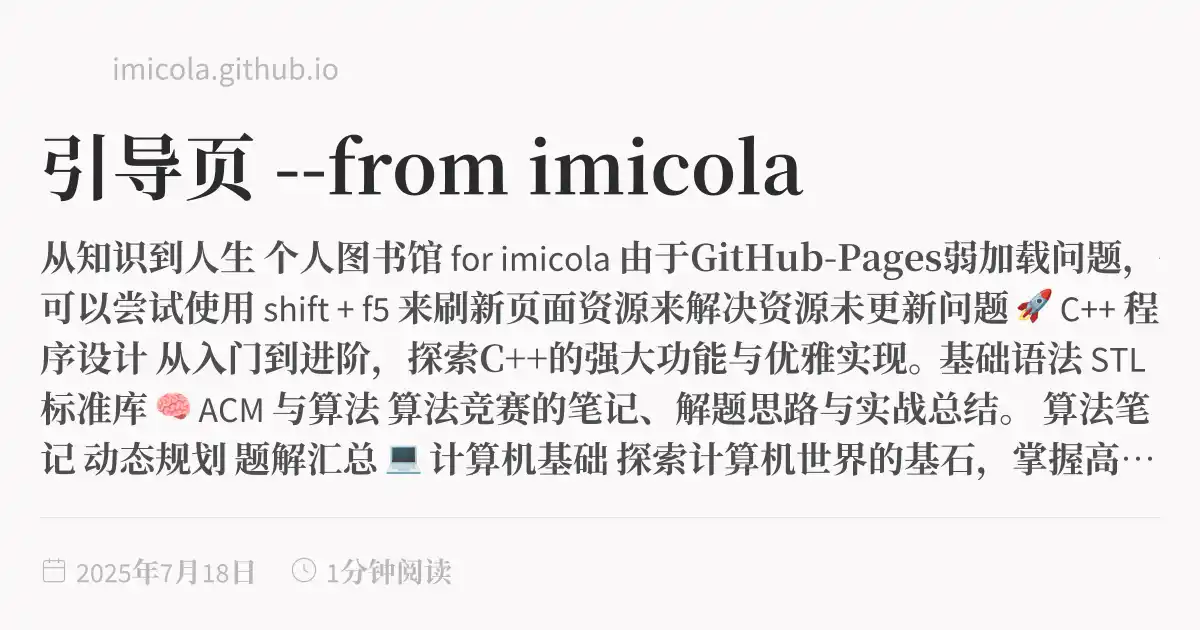 imicola.github.io
引导页 --from imicola
从知识到人生 个人图书馆 for imicola 由于GitHub-Pages弱加载问题，
可以尝试使用 shift + f5 来刷新页面资源来解决资源未更新问题 🚀 C++ 程
序设计 从入门到进阶，探索C++的强大功能与优雅实现。基础语法 STL
标准库 🧠 ACM 与算法 算法竞赛的笔记、解题思路与实战总结。 算法笔
记 动态规划 题解汇总 💻 计算机基础 探索计算机世界的基石，掌握高…
2025年7月18日 1分钟阅读